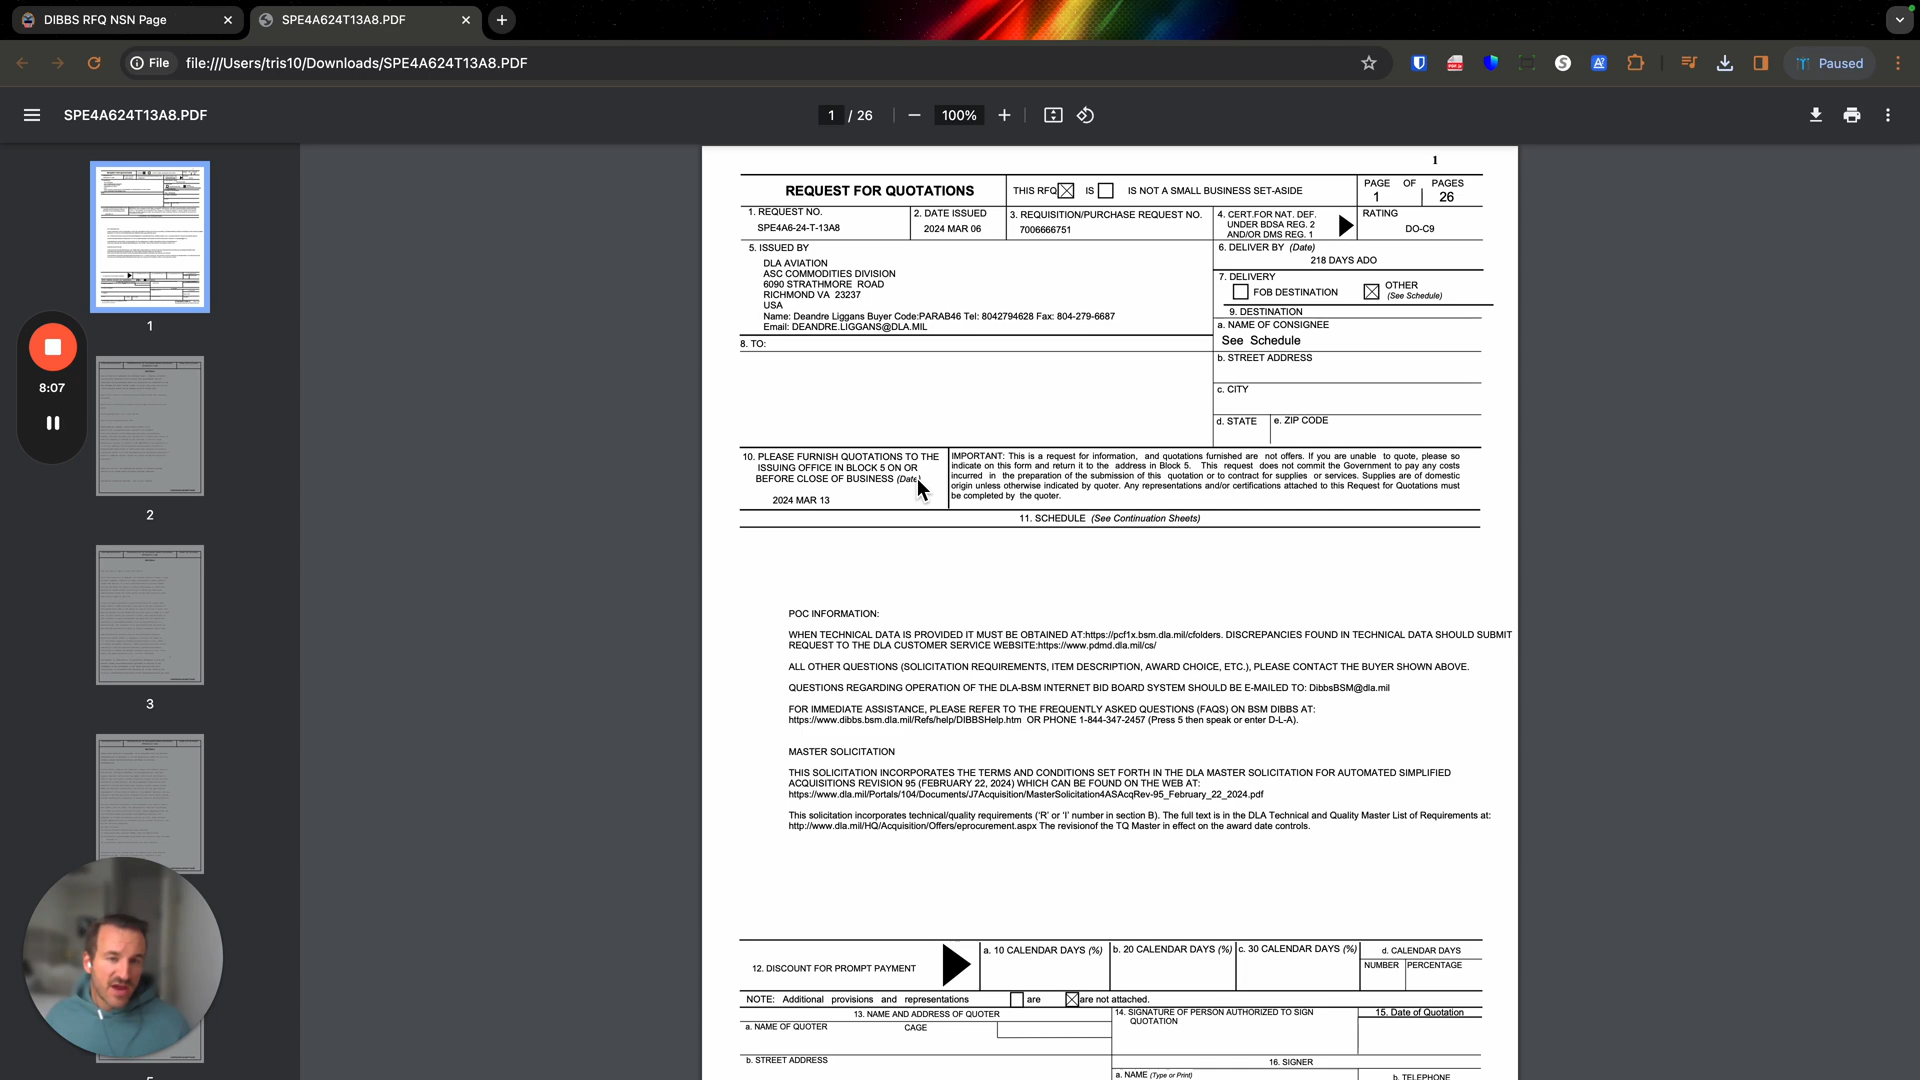 DIBBS RFQ NSN Page
SPE4A624T13A8.PDF
File file:///Users/tris10/Downloads/SPE4A624T13A8.PDF
Paused
SPE4A624T13A8.PDF
1 / 26
100%
1
2
3
8:07
1
REQUEST FOR QUOTATIONS
THIS RFQ IS IS NOT A SMALL BUSINESS SET-ASIDE
PAGE OF PAGES
1 26
1. REQUEST NO.
SPE4A6-24-T-13A8
2. DATE ISSUED
2024 MAR 06
3. REQUISITION/PURCHASE REQUEST NO.
7006666751
4. CERT.FOR NAT. DEF.
UNDER BDSA REG. 2
AND/OR DMS REG. 1
RATING
DO-C9
5. ISSUED BY
DLA AVIATION
ASC COMMODITIES DIVISION
6090 STRATHMORE ROAD
RICHMOND VA 23237
USA
Name: Deandre Liggans Buyer Code:PARAB46 Tel: 8042794628 Fax: 804-279-6687
Email: DEANDRE.LIGGANS@DLA.MIL
6. DELIVER BY (Date)
218 DAYS ADO
7. DELIVERY
FOB DESTINATION
OTHER
(See Schedule)
9. DESTINATION
a. NAME OF CONSIGNEE
See Schedule
8. TO:
b. STREET ADDRESS
c. CITY
d. STATE
e. ZIP CODE
10. PLEASE FURNISH QUOTATIONS TO THE
ISSUING OFFICE IN BLOCK 5 ON OR
BEFORE CLOSE OF BUSINESS (Date)
2024 MAR 13
IMPORTANT: This is a request for information, and quotations furnished are not offers. If you are unable to quote, please so
indicate on this form and return it to the address in Block 5. This request does not commit the Government to pay any costs
incurred in the preparation of the submission of this quotation or to contract for supplies or services. Supplies are of domestic
origin unless otherwise indicated by quoter. Any representations and/or certifications attached to this Request for Quotations must
be completed by the quoter.
11. SCHEDULE (See Continuation Sheets)
POC INFORMATION:
WHEN TECHNICAL DATA IS PROVIDED IT MUST BE OBTAINED AT:https://pcf1x.bsm.dla.mil/cfolders. DISCREPANCIES FOUND IN TECHNICAL DATA SHOULD SUBMIT
REQUEST TO THE DLA CUSTOMER SERVICE WEBSITE:https://www.pdmd.dla.mil/cs/
ALL OTHER QUESTIONS (SOLICITATION REQUIREMENTS, ITEM DESCRIPTION, AWARD CHOICE, ETC.), PLEASE CONTACT THE BUYER SHOWN ABOVE.
QUESTIONS REGARDING OPERATION OF THE DLA-BSM INTERNET BID BOARD SYSTEM SHOULD BE E-MAILED TO: DibbsBSM@dla.mil
FOR IMMEDIATE ASSISTANCE, PLEASE REFER TO THE FREQUENTLY ASKED QUESTIONS (FAQS) ON BSM DIBBS AT:
https://www.dibbs.bsm.dla.mil/Refs/help/DIBBSHelp.htm OR PHONE 1-844-347-2457 (Press 5 then speak or enter D-L-A).
MASTER SOLICITATION
THIS SOLICITATION INCORPORATES THE TERMS AND CONDITIONS SET FORTH IN THE DLA MASTER SOLICITATION FOR AUTOMATED SIMPLIFIED
ACQUISITIONS REVISION 95 (FEBRUARY 22, 2024) WHICH CAN BE FOUND ON THE WEB AT:
https://www.dla.mil/Portals/104/Documents/J7Acquisition/MasterSolicitation4ASAcqRev-95_February_22_2024.pdf
This solicitation incorporates technical/quality requirements ('R' or 'I' number in section B). The full text is in the DLA Technical and Quality Master List of Requirements at:
http://www.dla.mil/HQ/Acquisition/Offers/eprocurement.aspx The revisionof the TQ Master in effect on the award date controls.
12. DISCOUNT FOR PROMPT PAYMENT
a. 10 CALENDAR DAYS (%)
b. 20 CALENDAR DAYS (%)
c. 30 CALENDAR DAYS (%)
d. CALENDAR DAYS
NUMBER PERCENTAGE
NOTE: Additional provisions and representations are are not attached.
13. NAME AND ADDRESS OF QUOTER
a. NAME OF QUOTER CAGE
14. SIGNATURE OF PERSON AUTHORIZED TO SIGN
QUOTATION
15. Date of Quotation
b. STREET ADDRESS
16. SIGNER
a. NAME (Type or Print)
b. TELEPHONE